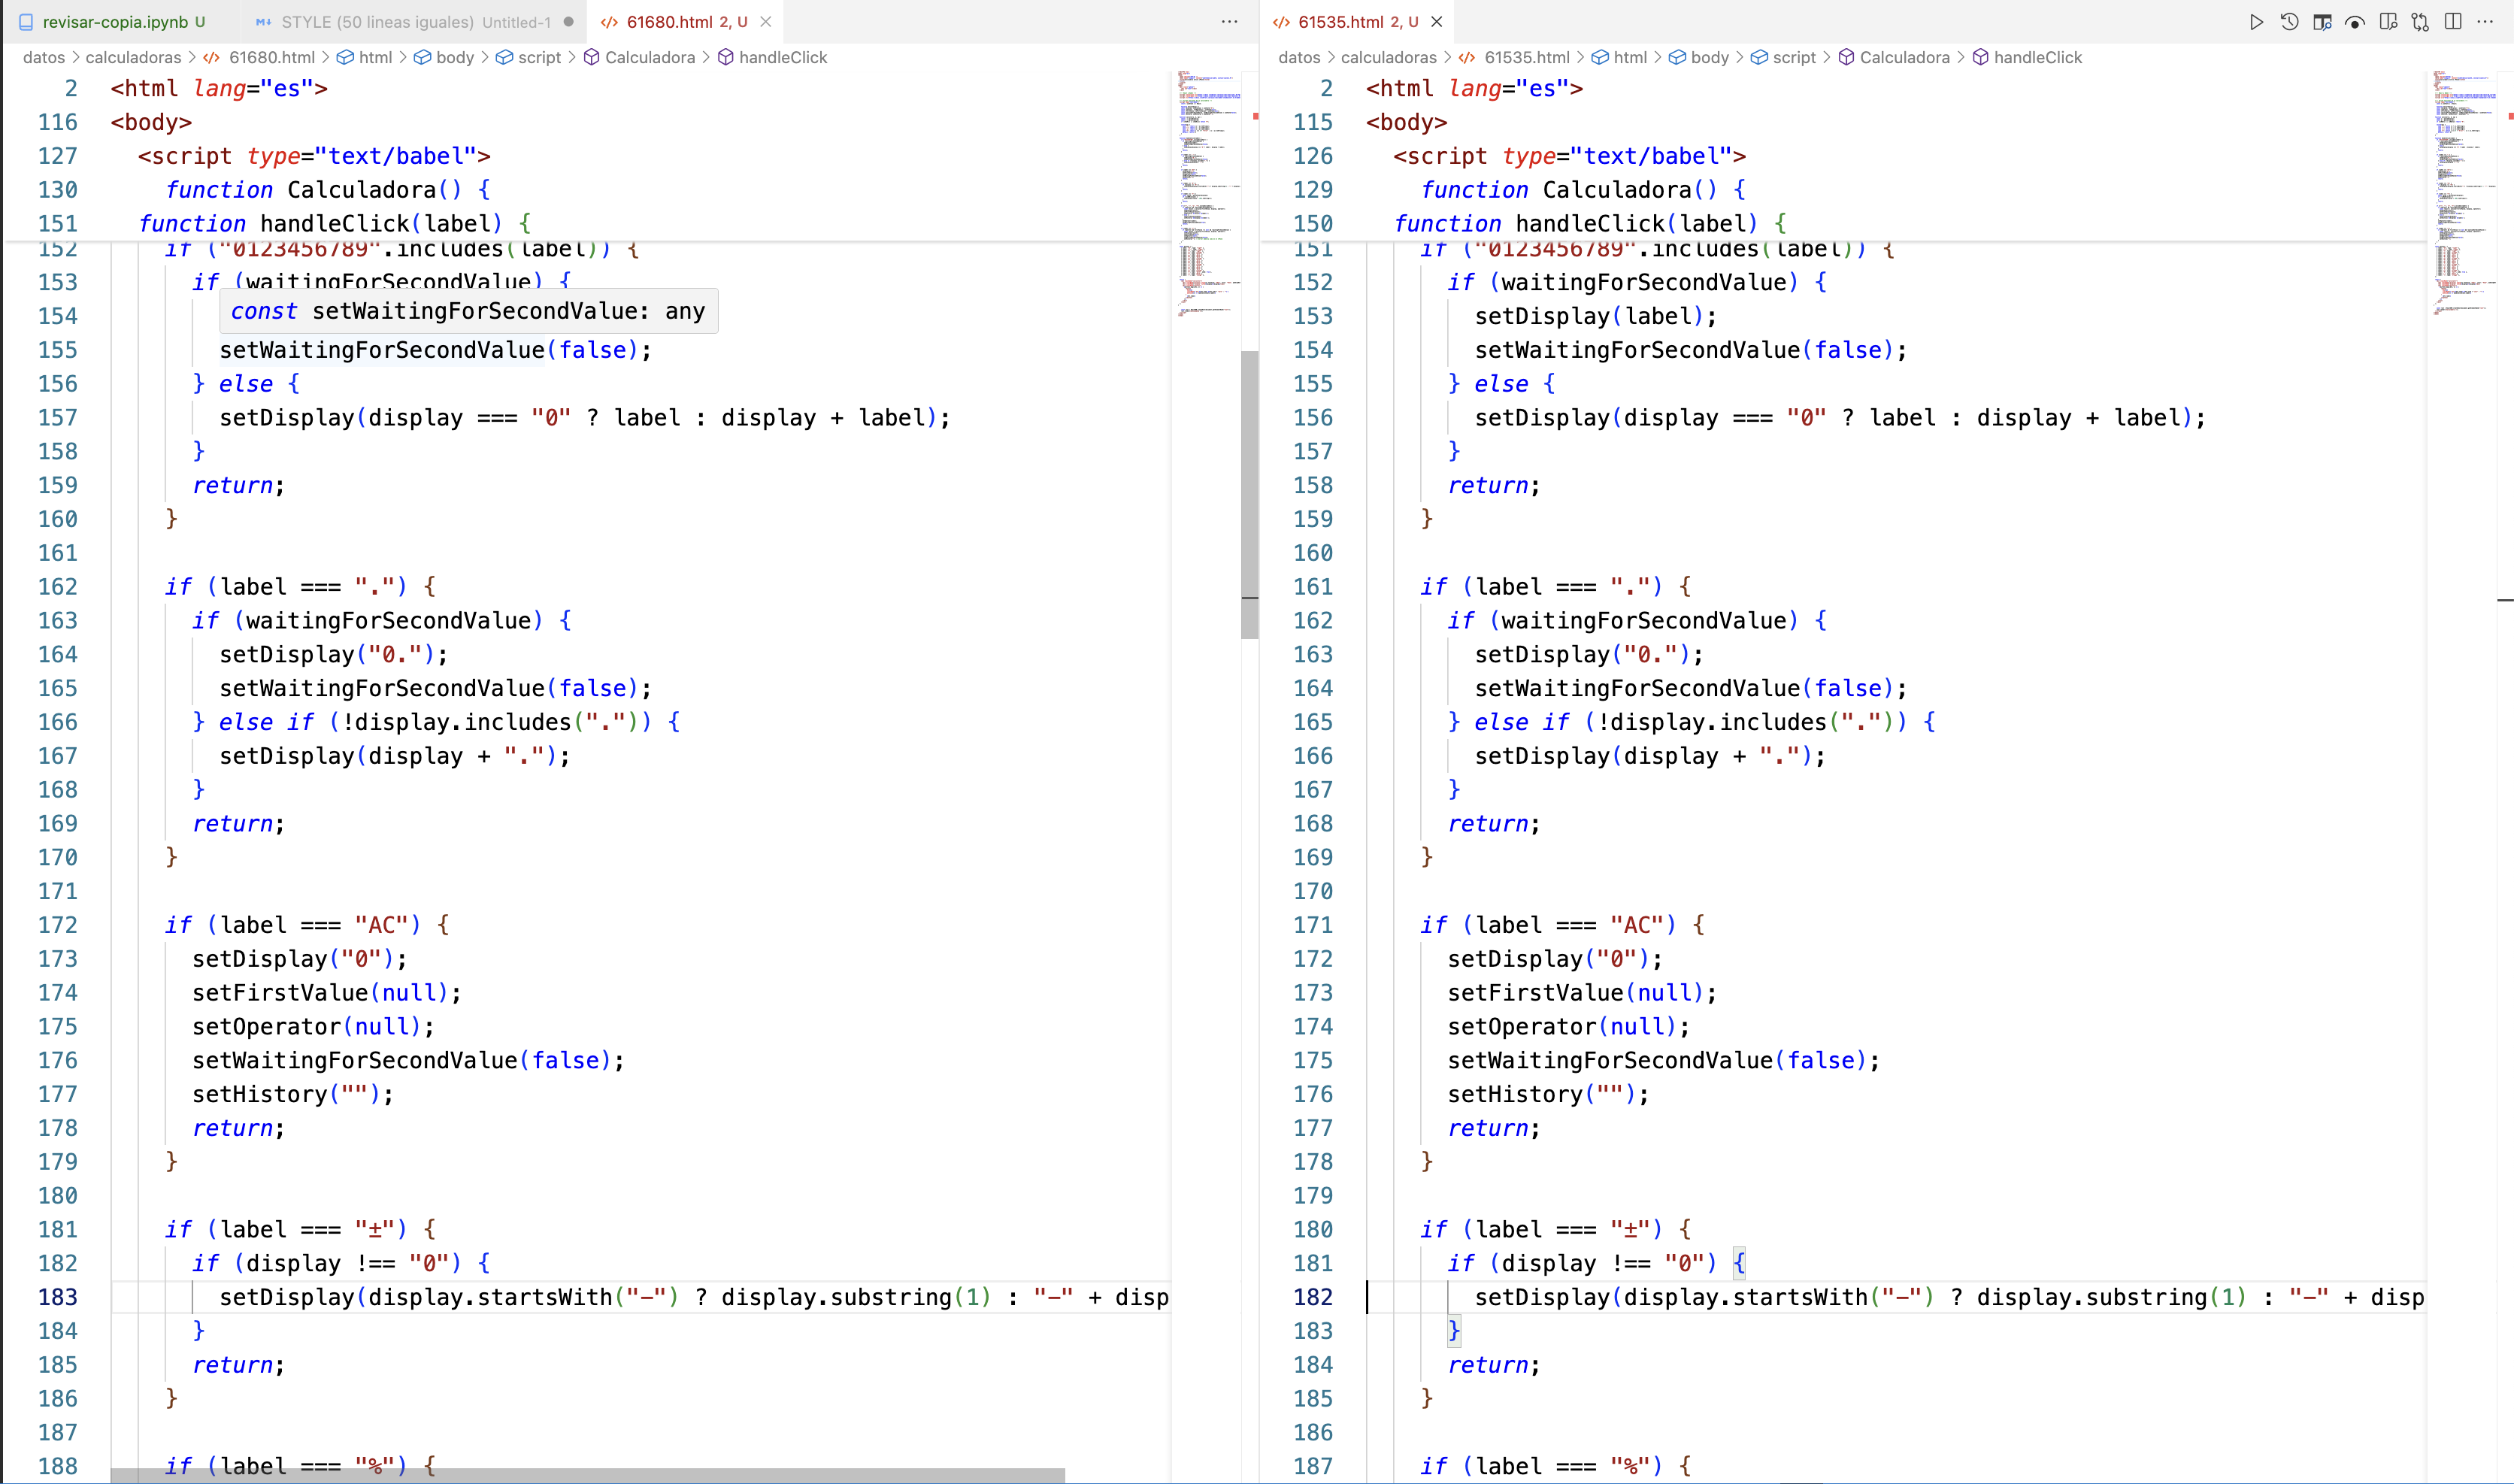 revisar-copia.ipynb U
STYLE (50 lineas iguales) Untitled-1
61680.html 2, U
datos > calculadoras > 61680.html > html > body > script > Calculadora > handleClick
2 <html lang="es">
116 <body>
127 <script type="text/babel">
130 function Calculadora() {
151 function handleClick(label) {
152 if ("0123456789".includes(label)) {
153 if (waitingForSecondValue) {
const setWaitingForSecondValue: any
154
155 setWaitingForSecondValue(false);
156 } else {
157 setDisplay(display === "0" ? label : display + label);
158 }
159 return;
160 }
161
162 if (label === ".") {
163 if (waitingForSecondValue) {
164 setDisplay("0.");
165 setWaitingForSecondValue(false);
166 } else if (!display.includes(".")) {
167 setDisplay(display + ".");
168 }
169 return;
170 }
171
172 if (label === "AC") {
173 setDisplay("0");
174 setFirstValue(null);
175 setOperator(null);
176 setWaitingForSecondValue(false);
177 setHistory("");
178 return;
179 }
180
181 if (label === "±") {
182 if (display !== "0") {
183 setDisplay(display.startsWith("−") ? display.substring(1) : "−" + disp
184 }
185 return;
186 }
187
188 if (label === "%") {
61535.html 2, U
datos > calculadoras > 61535.html > html > body > script > Calculadora > handleClick
2 <html lang="es">
115 <body>
126 <script type="text/babel">
129 function Calculadora() {
150 function handleClick(label) {
151 if ("0123456789".includes(label)) {
152 if (waitingForSecondValue) {
153 setDisplay(label);
154 setWaitingForSecondValue(false);
155 } else {
156 setDisplay(display === "0" ? label : display + label);
157 }
158 return;
159 }
160
161 if (label === ".") {
162 if (waitingForSecondValue) {
163 setDisplay("0.");
164 setWaitingForSecondValue(false);
165 } else if (!display.includes(".")) {
166 setDisplay(display + ".");
167 }
168 return;
169 }
170
171 if (label === "AC") {
172 setDisplay("0");
173 setFirstValue(null);
174 setOperator(null);
175 setWaitingForSecondValue(false);
176 setHistory("");
177 return;
178 }
179
180 if (label === "±") {
181 if (display !== "0") {
182 setDisplay(display.startsWith("−") ? display.substring(1) : "−" + disp
183 }
184 return;
185 }
186
187 if (label === "%") {